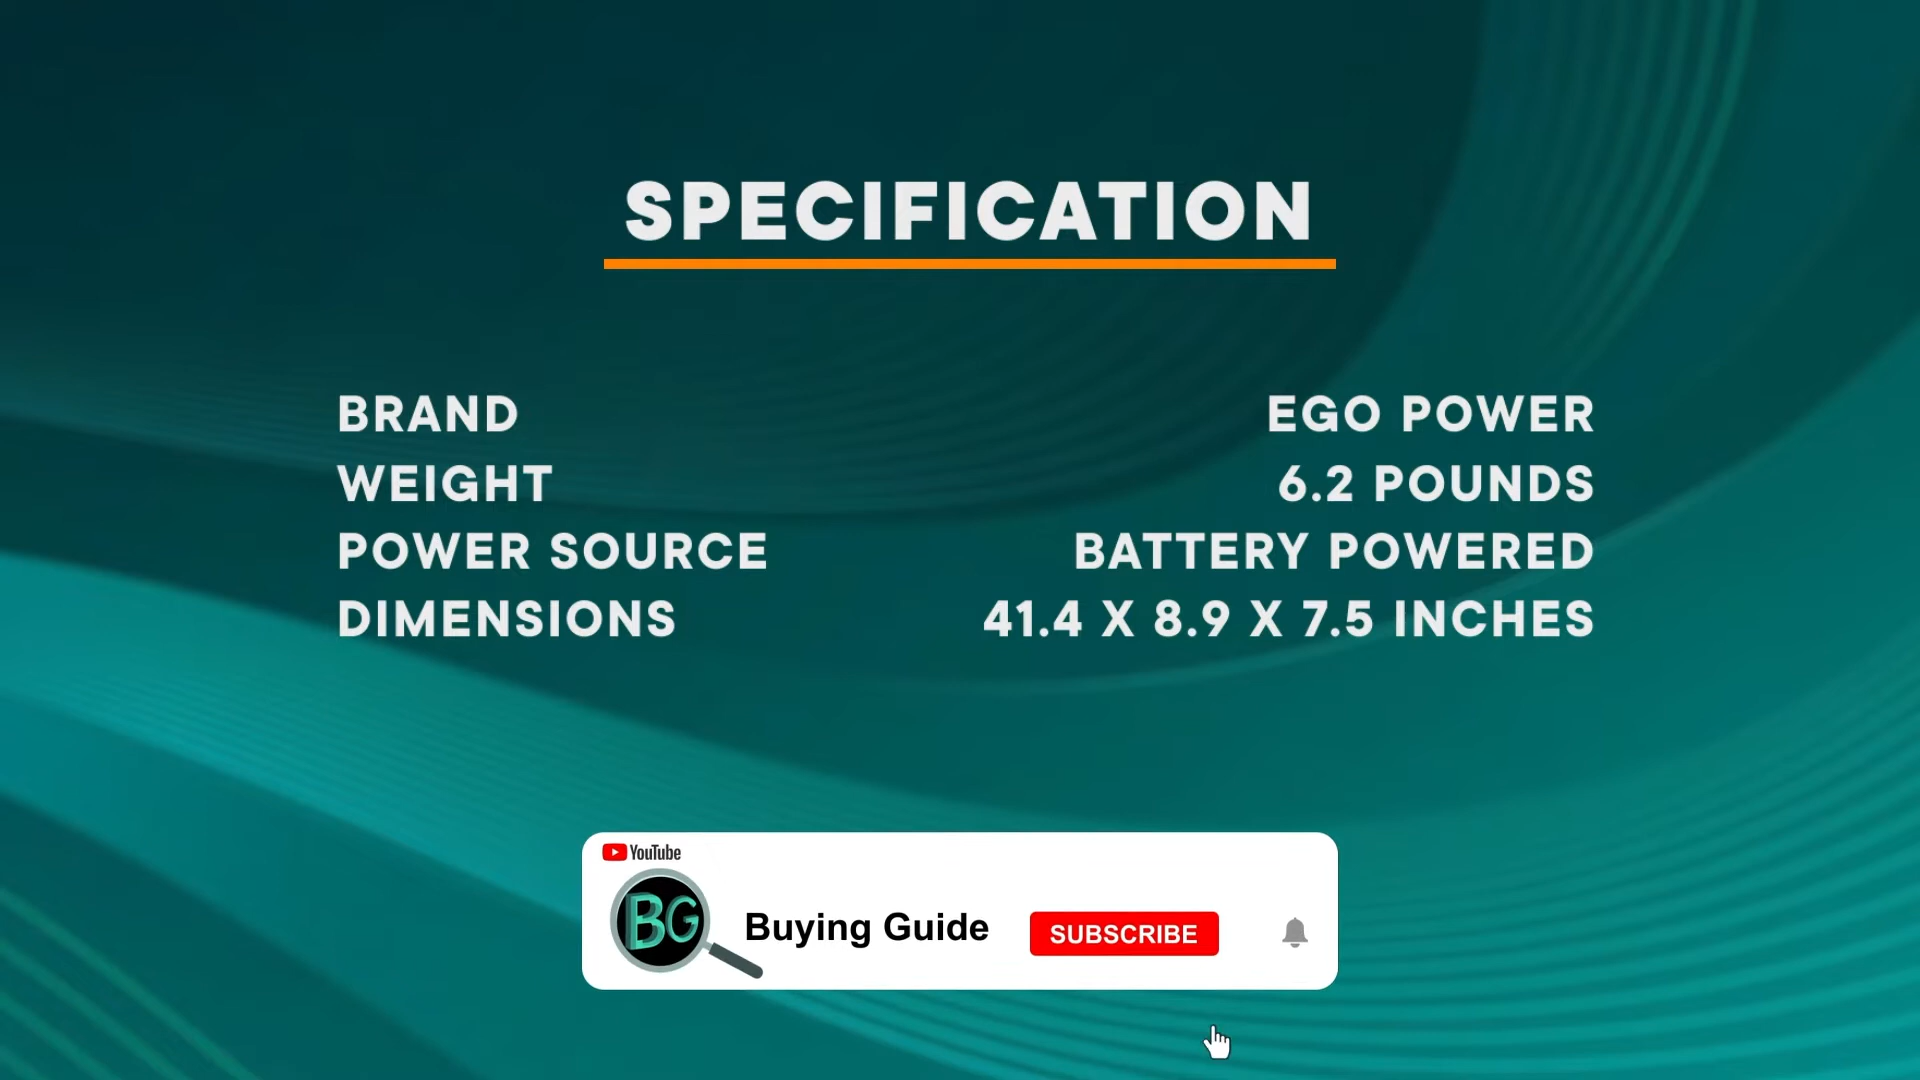 SPECIFICATION
BRAND EGO POWER
WEIGHT 6.2 POUNDS
POWER SOURCE BATTERY POWERED
DIMENSIONS 41.4 X 8.9 X 7.5 INCHES
YouTube
BG Buying Guide SUBSCRIBE